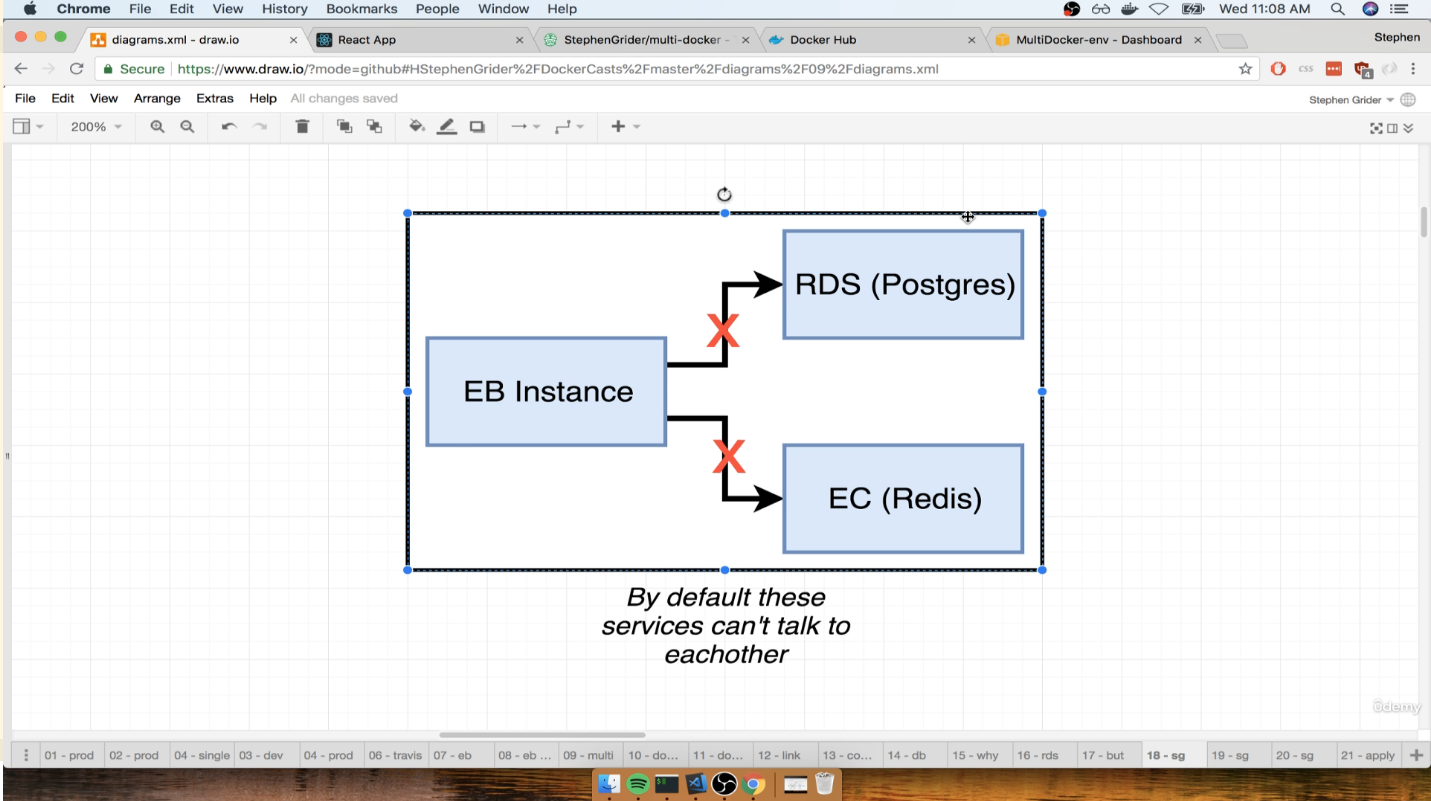 Chrome File Edit View History Bookmarks People Window Help Wed 11:08 AM
diagrams.xml - draw.io React App StephenGrider/multi-docker - Docker Hub MultiDocker-env - Dashboard Stephen
Secure https://www.draw.io/?mode=github#HStephenGrider%2FDockerCasts%2Fmaster%2Fdiagrams%2F09%2Fdiagrams.xml css 4
File Edit View Arrange Extras Help All changes saved Stephen Grider
200%
RDS (Postgres)
X
EB Instance
X
EC (Redis)
By default these
services can't talk to
eachother
ûdemy
01 - prod 02 - prod 04 - single 03 - dev 04 - prod 06 - travis 07 - eb 08 - eb ... 09 - multi 10 - do... 11 - do... 12 - link 13 - co... 14 - db 15 - why 16 - rds 17 - but 18 - sg 19 - sg 20 - sg 21 - apply